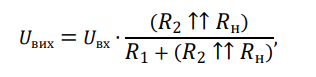 Uвих = Uвх · (R2 ⇈ Rн) / R1 + (R2 ⇈ Rн),